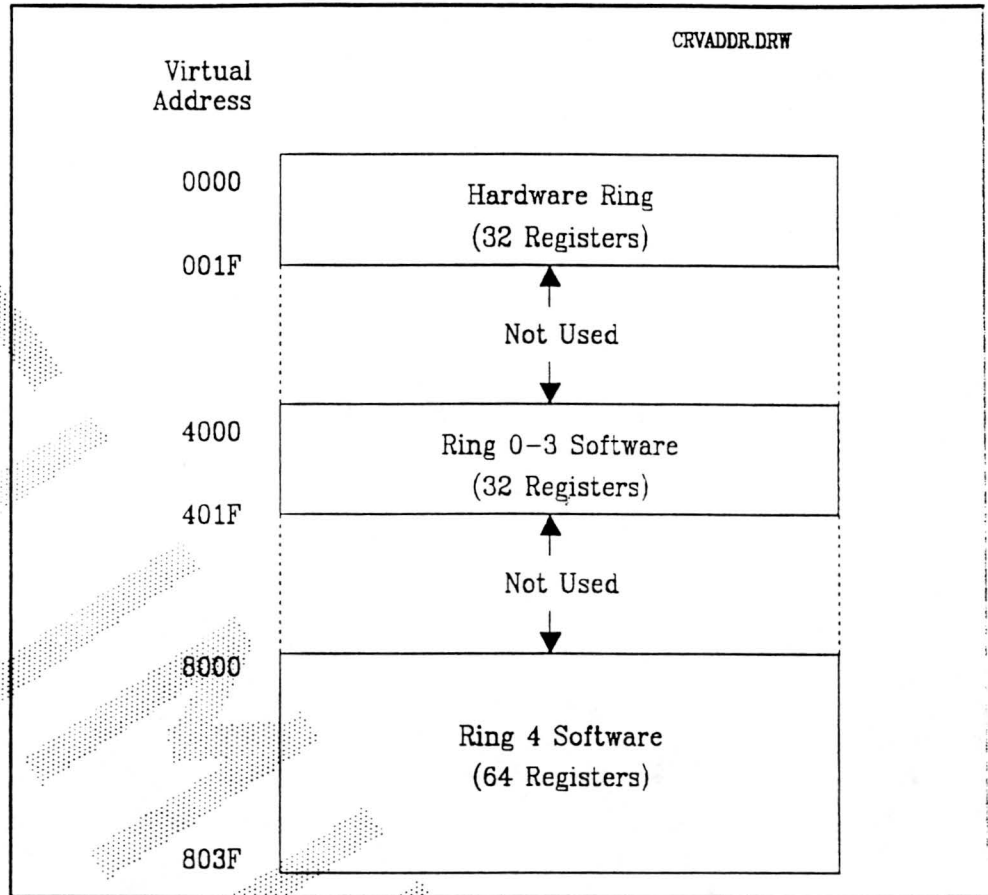 CRVADDR.DRW
Virtual
Address
0000
Hardware Ring
(32 Registers)
001F
Not Used
4000
Ring 0-3 Software
(32 Registers)
401F
Not Used
8000
Ring 4 Software
(64 Registers)
803F